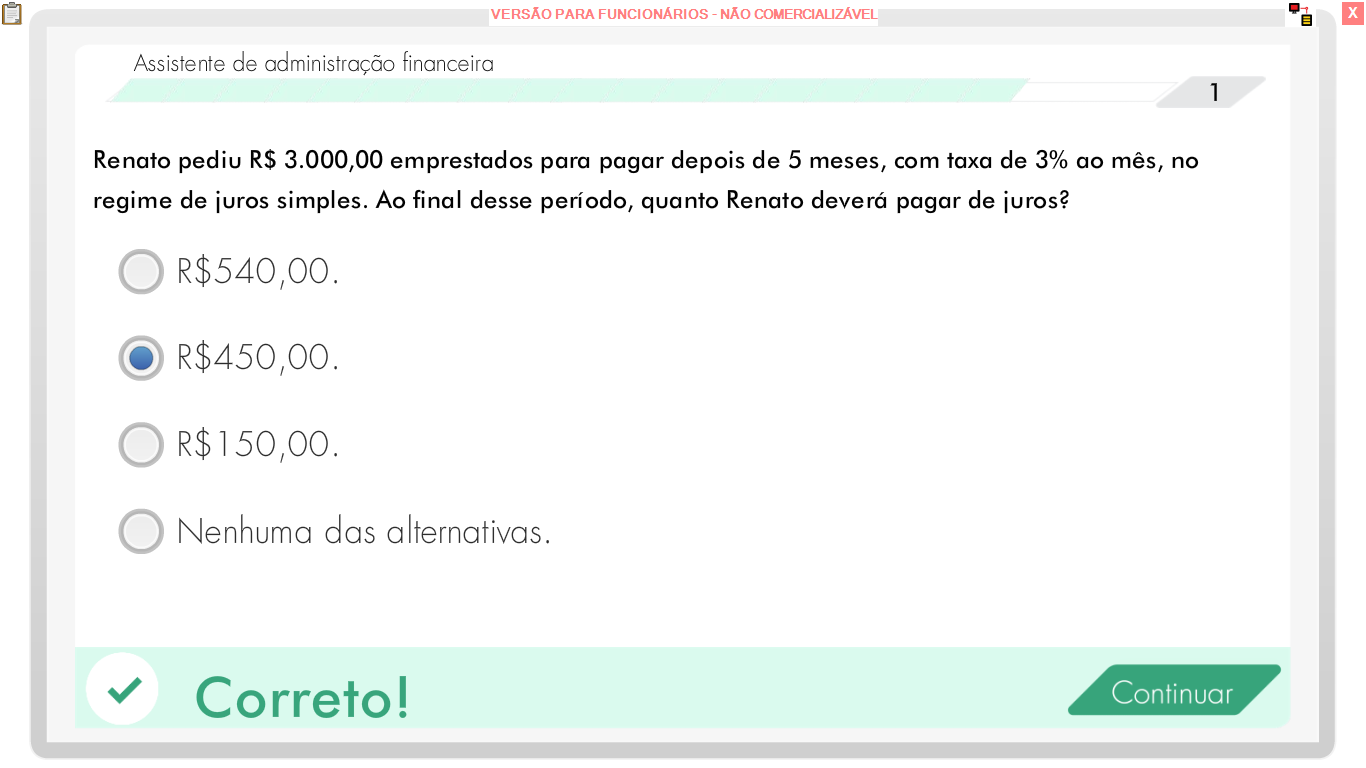 VERSÃO PARA FUNCIONÁRIOS - NÃO COMERCIALIZÁVEL
X
Assistente de administração financeira
1
Renato pediu R$ 3.000,00 emprestados para pagar depois de 5 meses, com taxa de 3% ao mês, no
regime de juros simples. Ao final desse período, quanto Renato deverá pagar de juros?
R$540,00.
R$450,00.
R$150,00.
Nenhuma das alternativas.
Correto!
Continuar